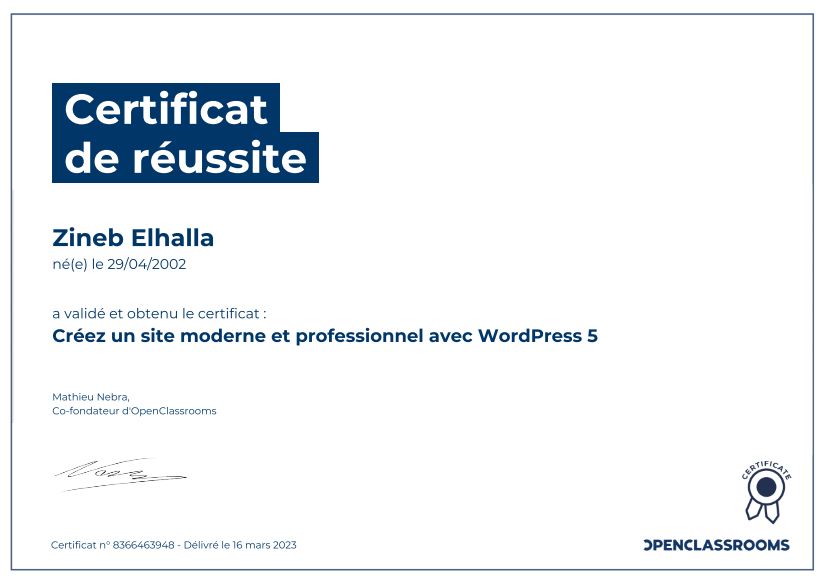 Certificat
de réussite
Zineb Elhalla
né(e) le 29/04/2002
a validé et obtenu le certificat :
Créez un site moderne et professionnel avec WordPress 5
Mathieu Nebra,
Co-fondateur d'OpenClassrooms
CERTIFICATE
Certificat n° 8366463948 - Délivré le 16 mars 2023
OPENCLASSROOMS